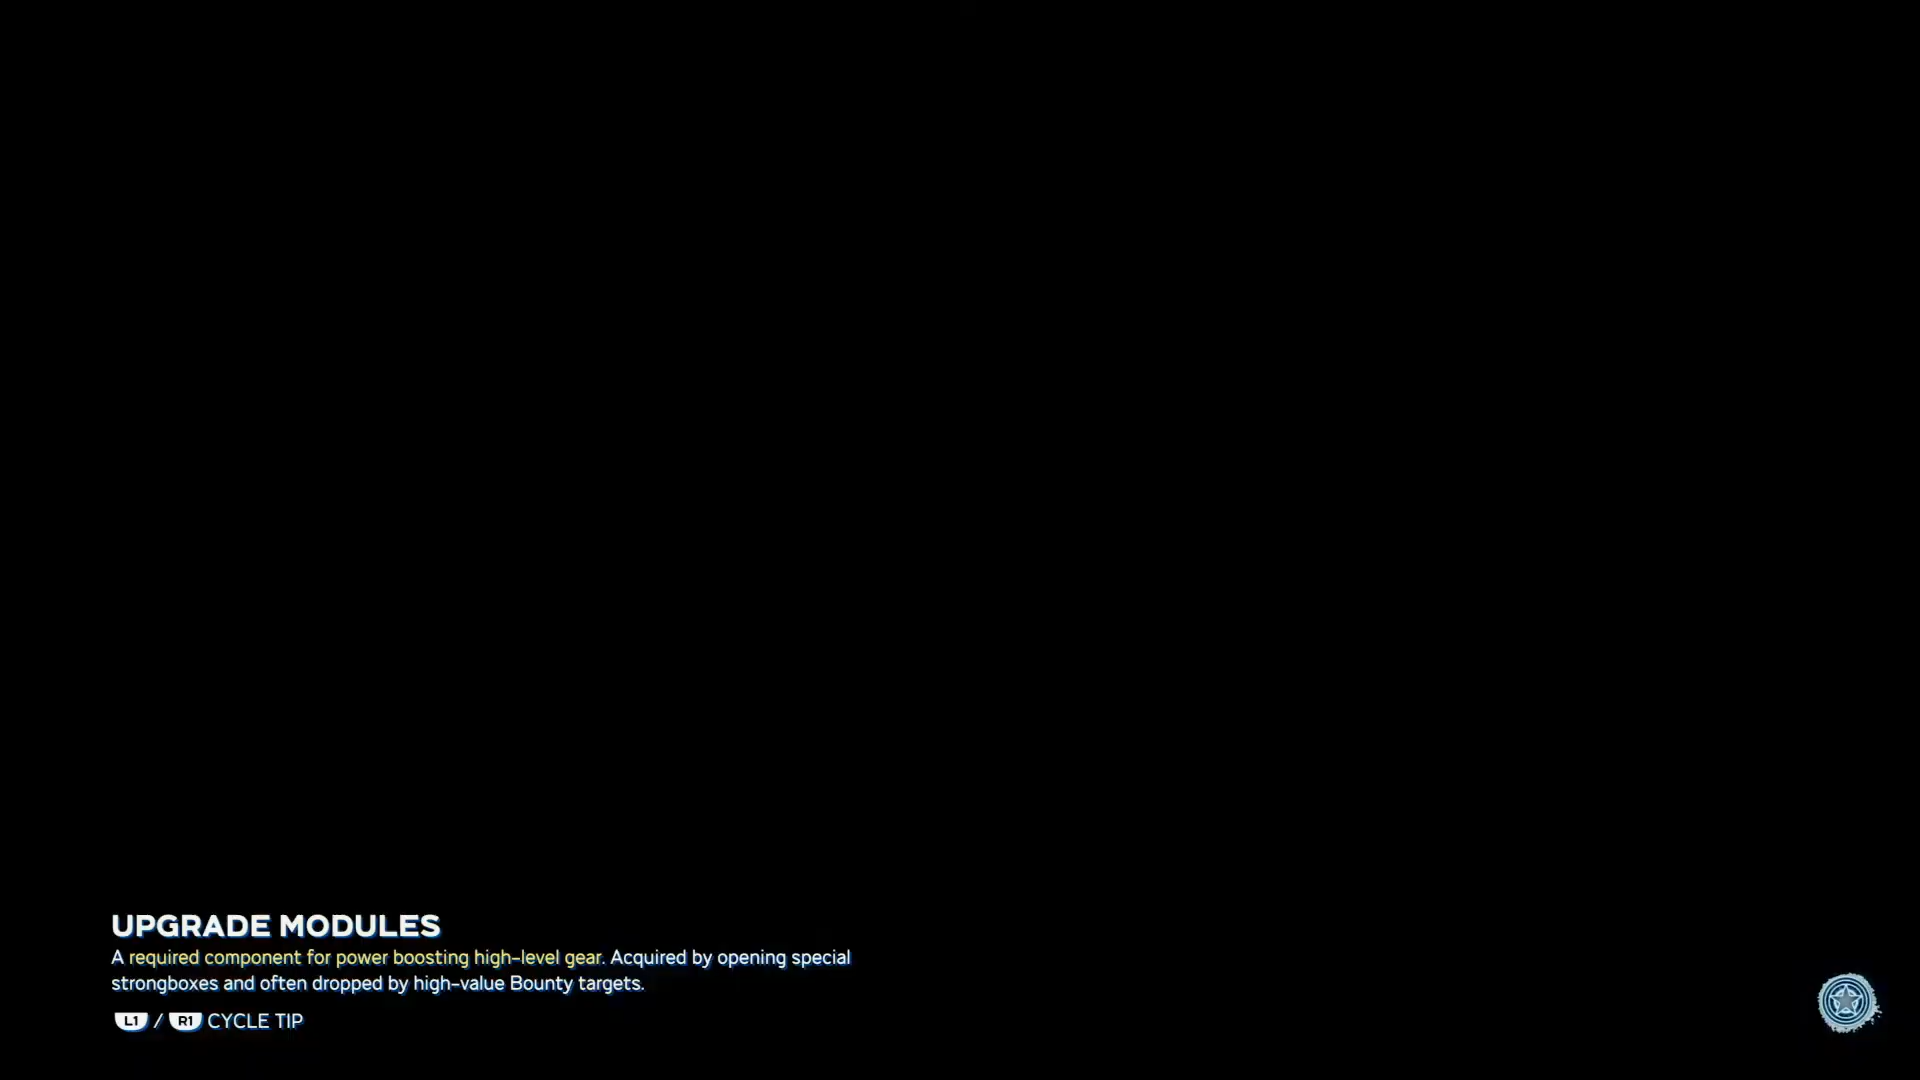 UPGRADE MODULES
A required component for power boosting high-level gear. Acquired by opening special
strongboxes and often dropped by high-value Bounty targets.
L1 / R1 CYCLE TIP